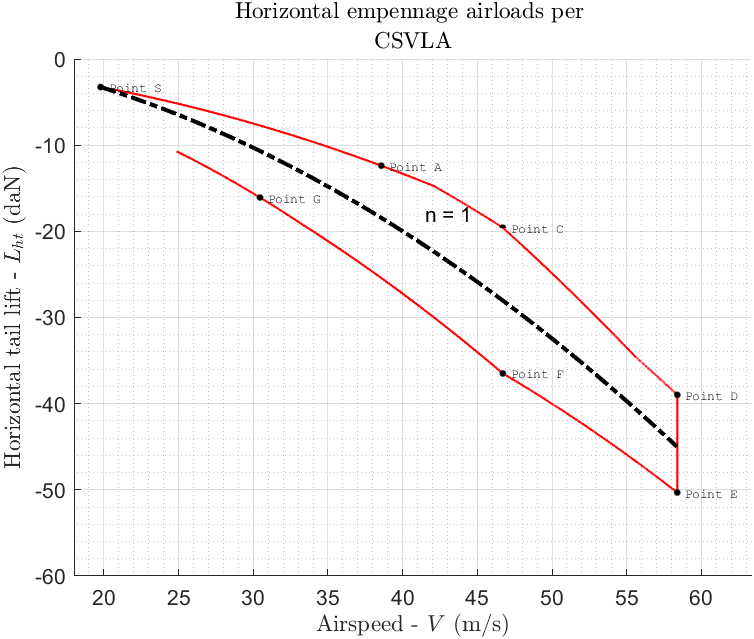 Horizontal empennage airloads per
CSVLA
0
-10
-20
-30
-40
-50
-60
Horizontal tail lift - L_{ht} (daN)
Point S
Point A
Point G
n = 1
Point C
Point F
Point D
Point E
20 25 30 35 40 45 50 55 60
Airspeed - V (m/s)